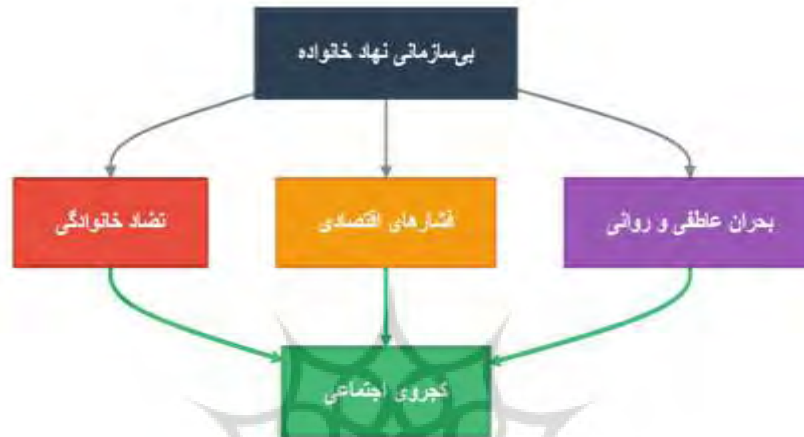 بی‌سازمانی نهاد خانواده
بحران عاطفی و روانی
فشارهای اقتصادی
تضاد خانوادگی
کجروی اجتماعی